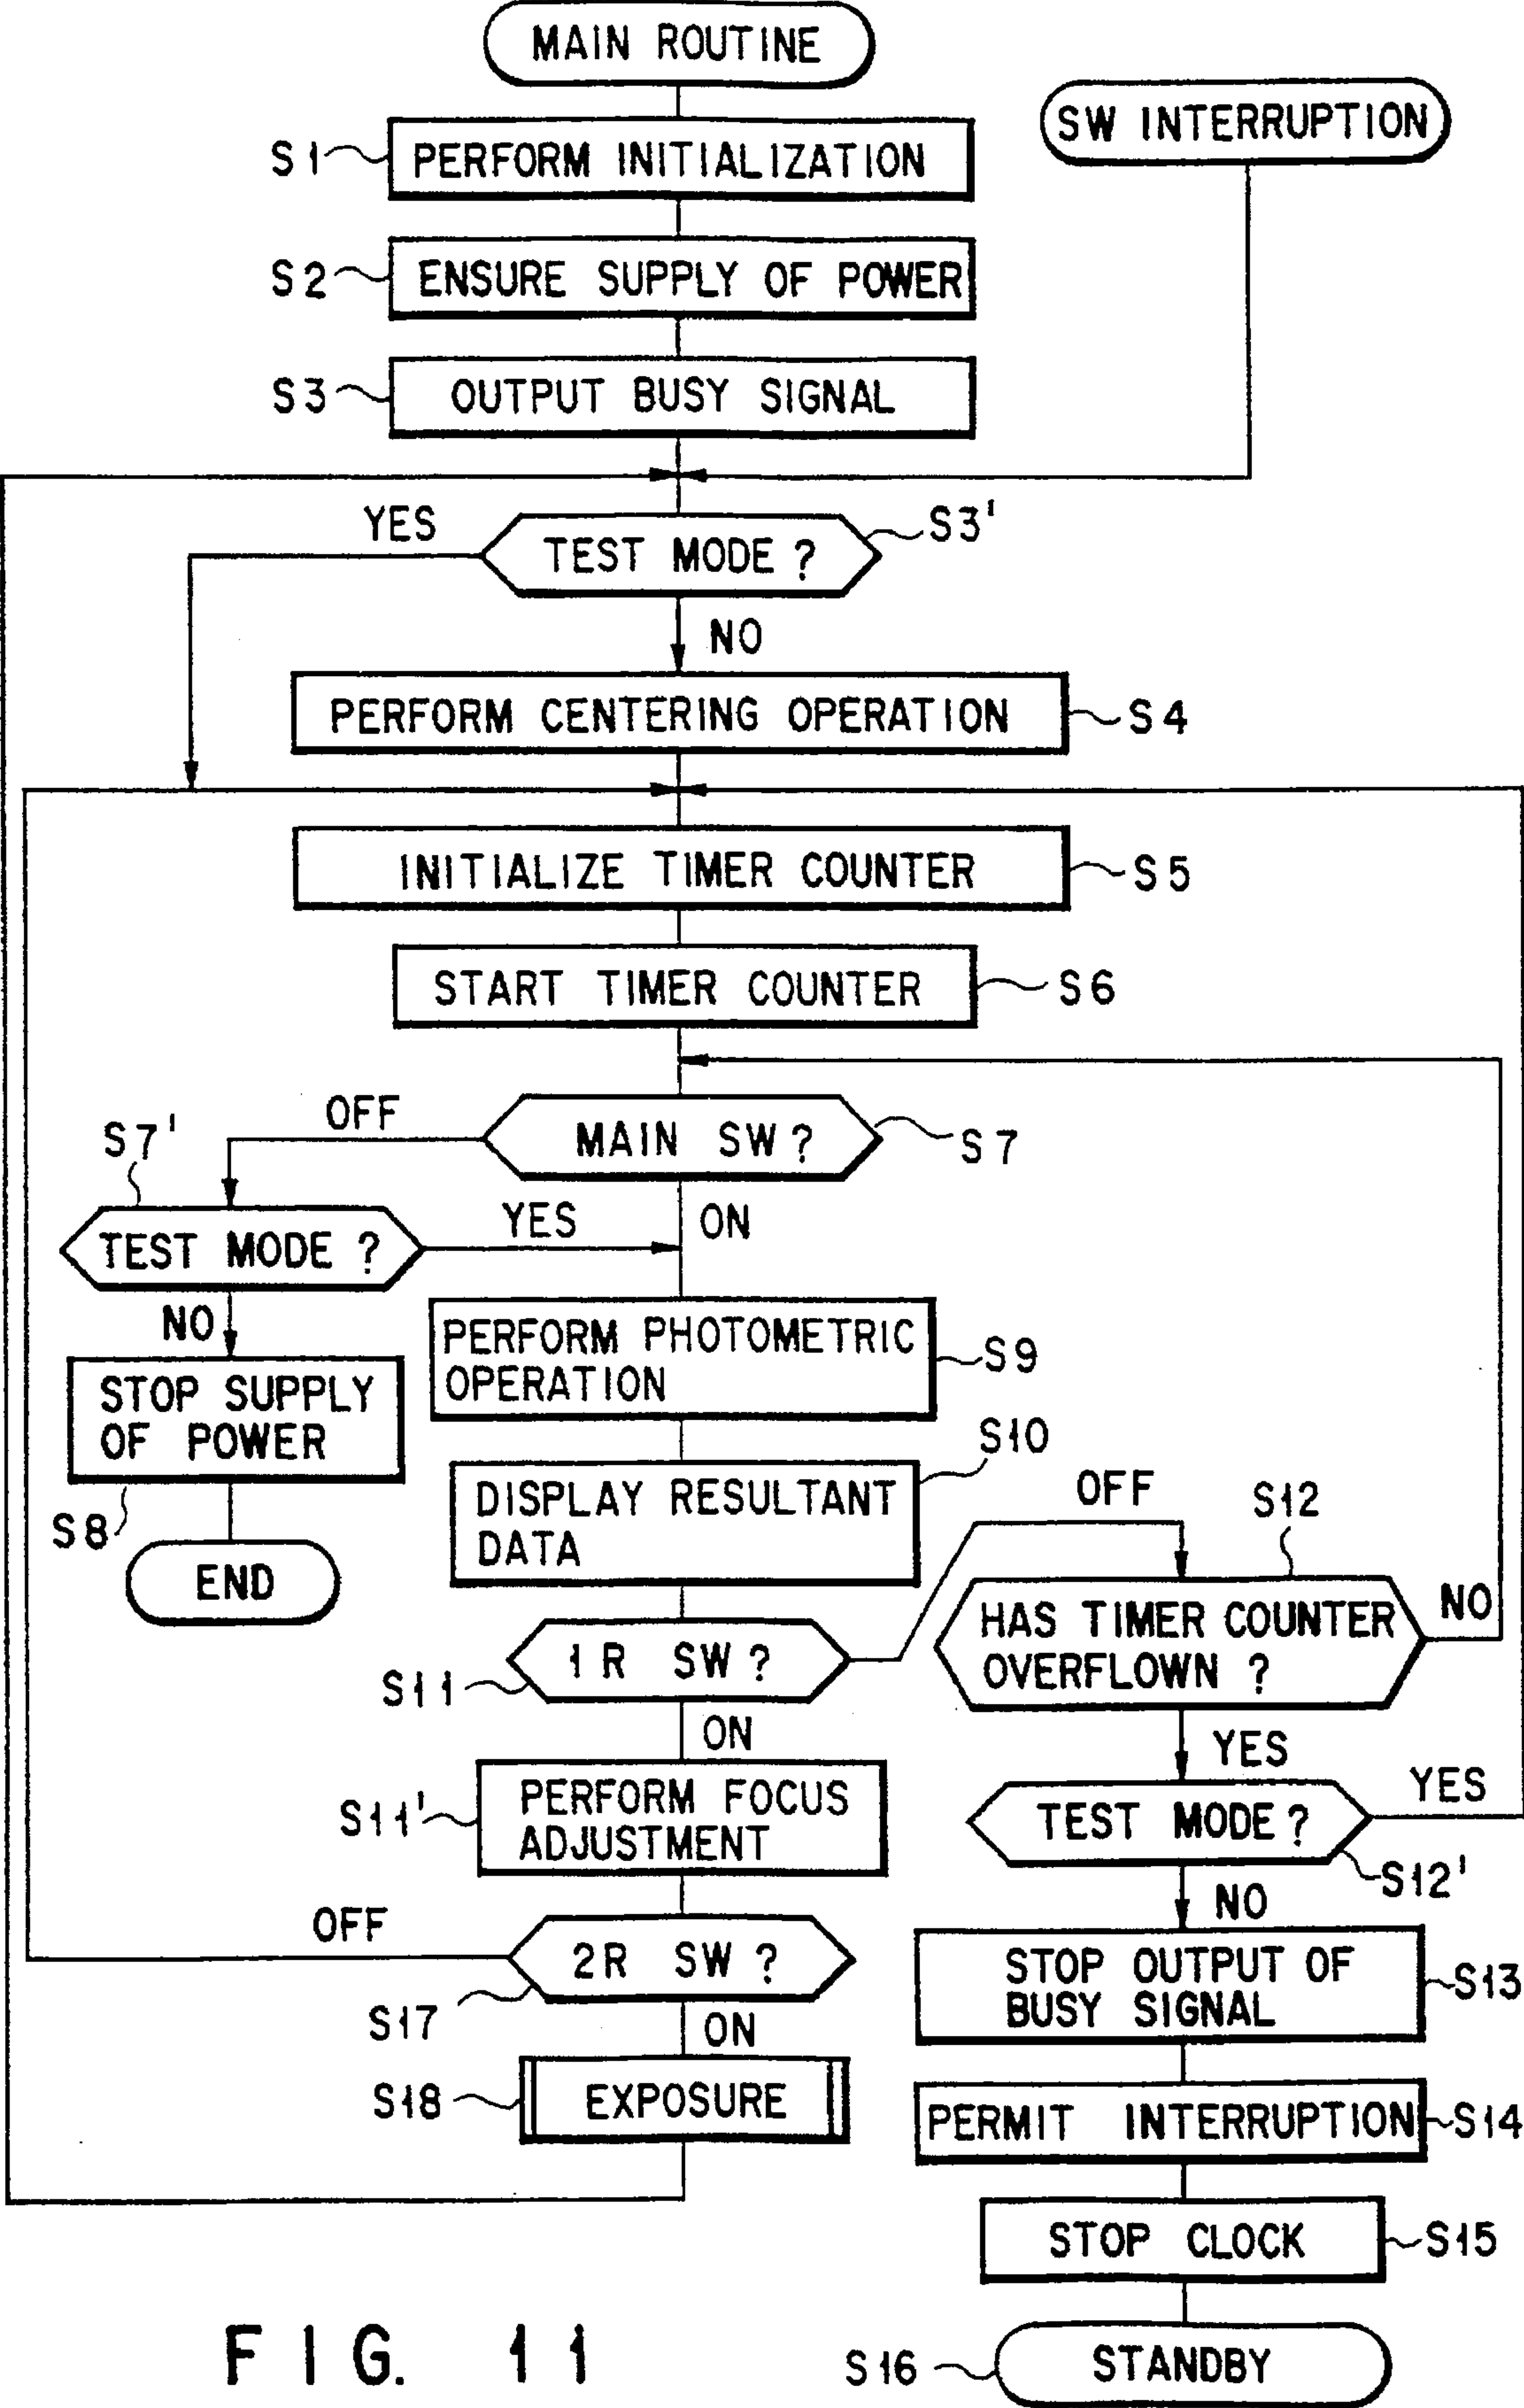 MAIN ROUTINE
SW INTERRUPTION
S1
PERFORM INITIALIZATION
S2
ENSURE SUPPLY OF POWER
S3
OUTPUT BUSY SIGNAL
YES
S3'
TEST MODE ?
NO
PERFORM CENTERING OPERATION
S4
INITIALIZE TIMER COUNTER
S5
START TIMER COUNTER
S6
OFF
S7'
MAIN SW ?
S7
YES
ON
TEST MODE ?
NO
PERFORM PHOTOMETRIC
OPERATION
S9
STOP SUPPLY
OF POWER
S10
S8
DISPLAY RESULTANT
DATA
OFF
S12
END
HAS TIMER COUNTER
OVERFLOWN ?
NO
1R SW ?
S11
ON
YES
S11'
PERFORM FOCUS
ADJUSTMENT
TEST MODE ?
YES
S12'
NO
OFF
2R SW ?
STOP OUTPUT OF
BUSY SIGNAL
S13
S17
ON
S18
EXPOSURE
PERMIT INTERRUPTION
S14
STOP CLOCK
S15
S16
STANDBY
FIG. 11